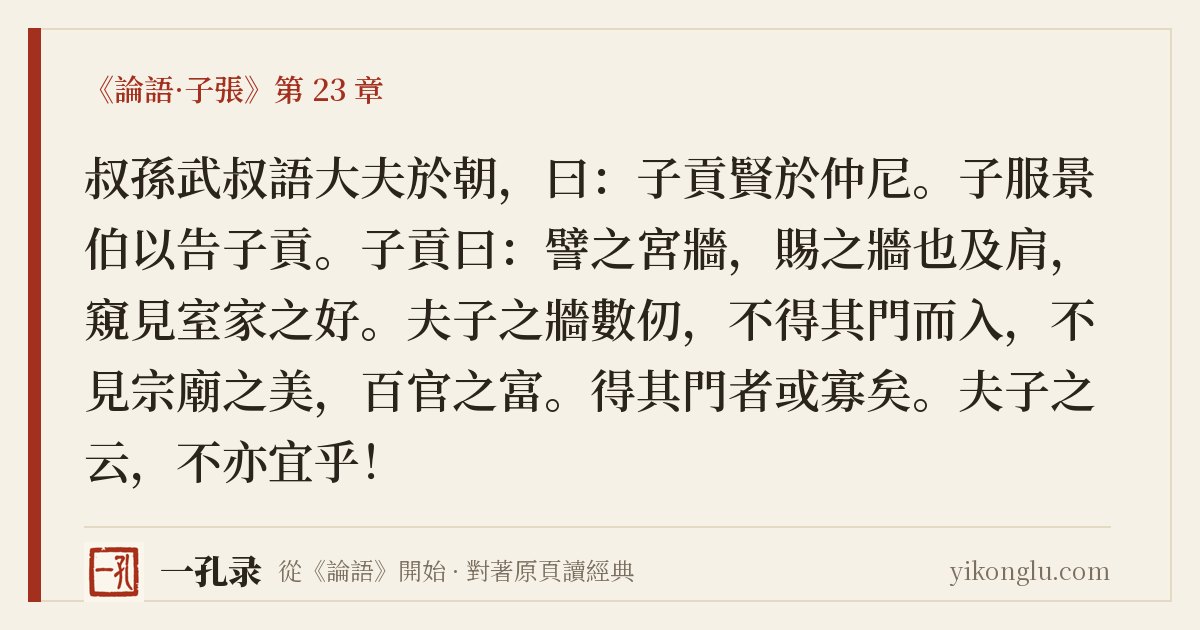 《論語·子張》第 23 章
叔孫武叔語大夫於朝，曰：子貢賢於仲尼。子服景
伯以告子貢。子貢曰：譬之宮牆，賜之牆也及肩，
窺見室家之好。夫子之牆數仞，不得其門而入，不
見宗廟之美，百官之富。得其門者或寡矣。夫子之
云，不亦宜乎！
一孔
一孔录 從《論語》開始 · 對著原頁讀經典 yikonglu.com